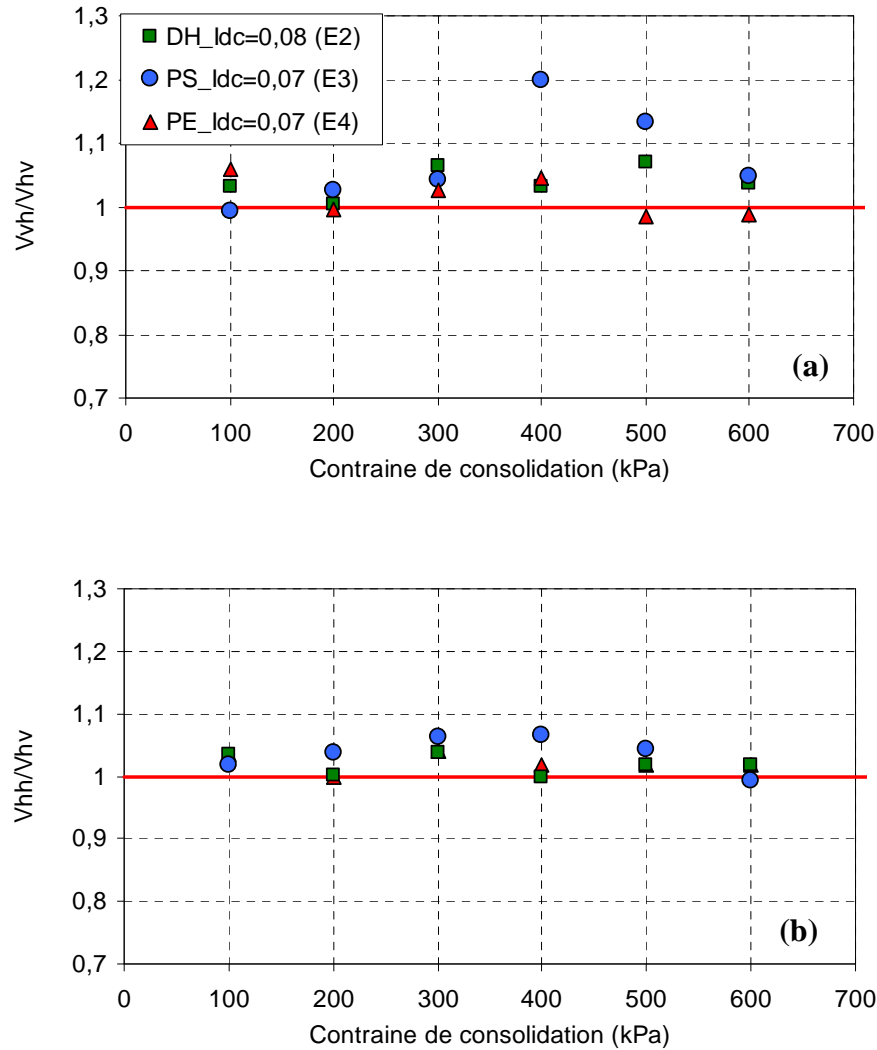 1,3
1,2
1,1
1
0,9
0,8
0,7
Vvh/Vhv
DH_Idc=0,08 (E2)
PS_Idc=0,07 (E3)
PE_Idc=0,07 (E4)
(a)
0 100 200 300 400 500 600 700
Contraine de consolidation (kPa)
1,3
1,2
1,1
1
0,9
0,8
0,7
Vhh/Vhv
(b)
0 100 200 300 400 500 600 700
Contraine de consolidation (kPa)